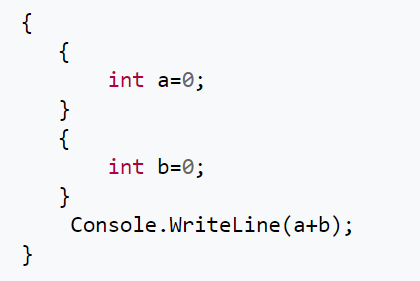 {
   {
       int a=0;
   }
   {
       int b=0;
   }
    Console.WriteLine(a+b);
}